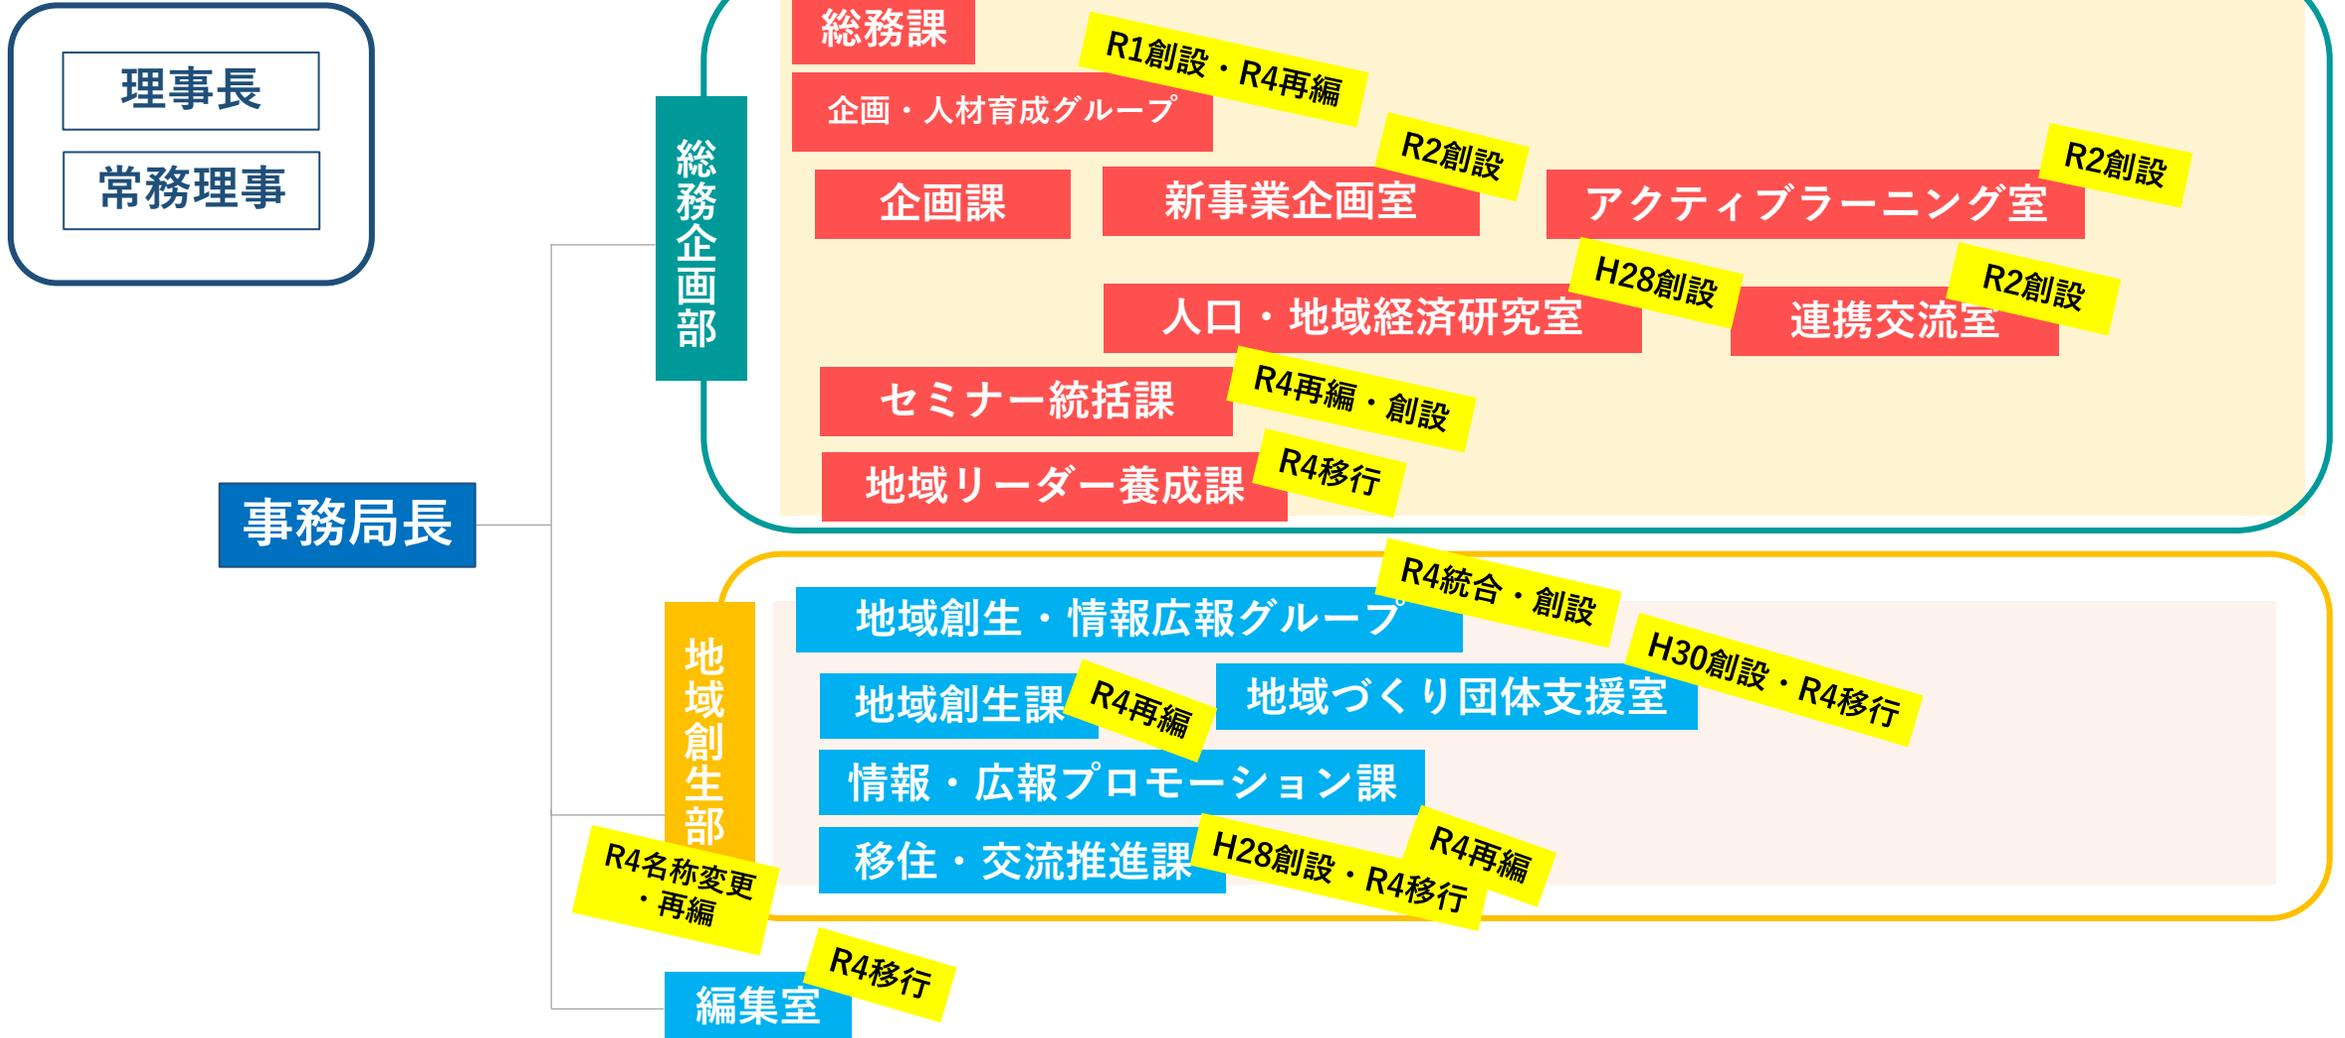 理事長
常務理事
事務局長
総務企画部
総務課
企画・人材育成グループ
R1創設・R4再編
企画課
新事業企画室
R2創設
アクティブラーニング室
R2創設
人口・地域経済研究室
H28創設
連携交流室
R2創設
セミナー統括課
R4再編・創設
地域リーダー養成課
R4移行
地域創生部
R4名称変更
・再編
地域創生・情報広報グループ
R4統合・創設
地域創生課
R4再編
地域づくり団体支援室
H30創設・R4移行
情報・広報プロモーション課
R4再編
移住・交流推進課
H28創設・R4移行
編集室
R4移行